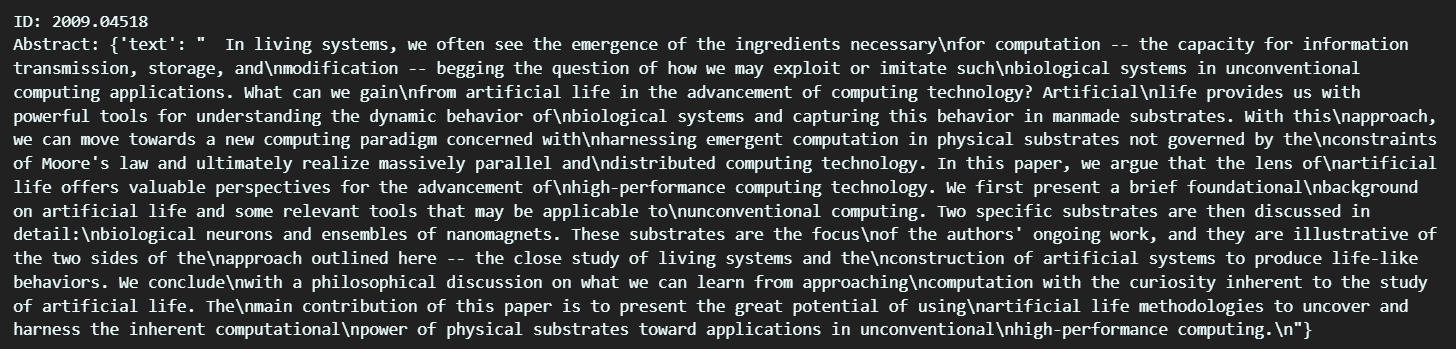 ID: 2009.04518
Abstract: {'text': "  In living systems, we often see the emergence of the ingredients necessary\nfor computation -- the capacity for information
transmission, storage, and\nmodification -- begging the question of how we may exploit or imitate such\nbiological systems in unconventional
computing applications. What can we gain\nfrom artificial life in the advancement of computing technology? Artificial\nlife provides us with
powerful tools for understanding the dynamic behavior of\nbiological systems and capturing this behavior in manmade substrates. With this\napproach,
we can move towards a new computing paradigm concerned with\nharnessing emergent computation in physical substrates not governed by the\nconstraints
of Moore's law and ultimately realize massively parallel and\ndistributed computing technology. In this paper, we argue that the lens of\nartificial
life offers valuable perspectives for the advancement of\nhigh-performance computing technology. We first present a brief foundational\nbackground
on artificial life and some relevant tools that may be applicable to\nunconventional computing. Two specific substrates are then discussed in
detail:\nbiological neurons and ensembles of nanomagnets. These substrates are the focus\nof the authors' ongoing work, and they are illustrative of
the two sides of the\napproach outlined here -- the close study of living systems and the\nconstruction of artificial systems to produce life-like
behaviors. We conclude\nwith a philosophical discussion on what we can learn from approaching\ncomputation with the curiosity inherent to the study
of artificial life. The\nmain contribution of this paper is to present the great potential of using\nartificial life methodologies to uncover and
harness the inherent computational\npower of physical substrates toward applications in unconventional\nhigh-performance computing.\n"}